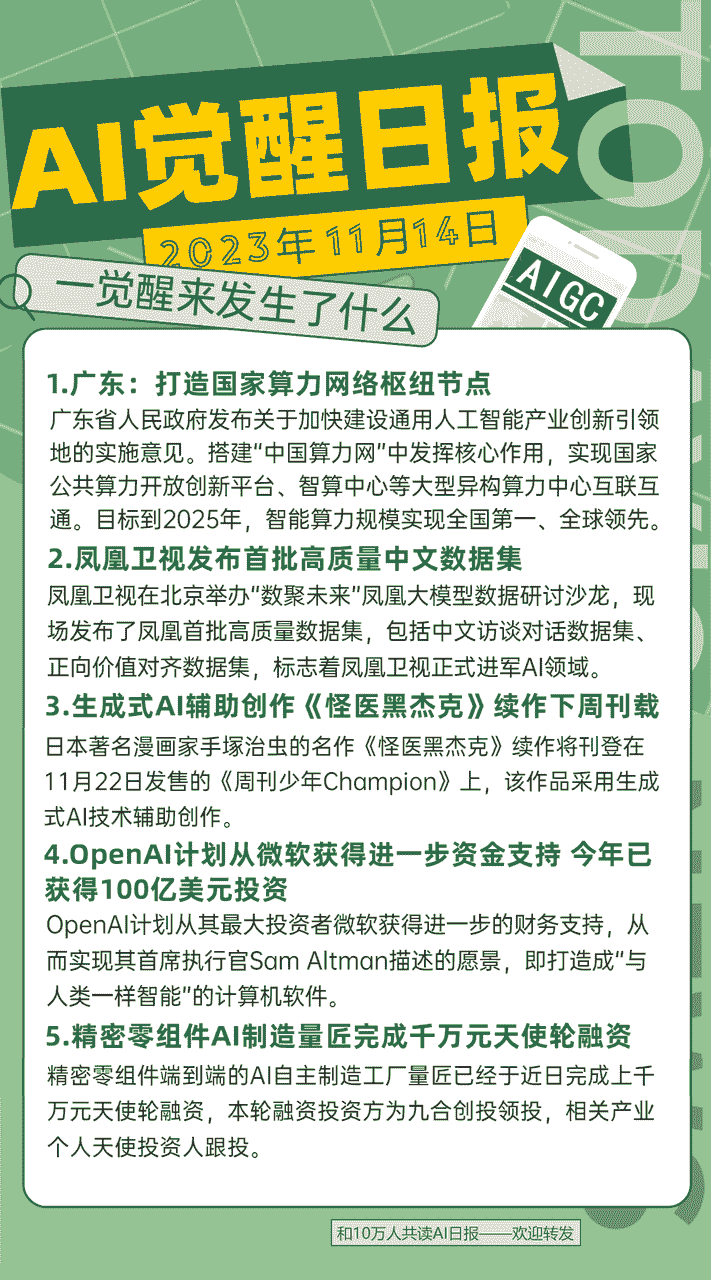 AI觉醒日报
2023年11月14日
一觉醒来发生了什么
AIGC
1.广东：打造国家算力网络枢纽节点
广东省人民政府发布关于加快建设通用人工智能产业创新引领
地的实施意见。搭建“中国算力网”中发挥核心作用，实现国家
公共算力开放创新平台、智算中心等大型异构算力中心互联互
通。目标到2025年，智能算力规模实现全国第一、全球领先。
2.凤凰卫视发布首批高质量中文数据集
凤凰卫视在北京举办“数聚未来”凤凰大模型数据研讨沙龙，现
场发布了凤凰首批高质量数据集，包括中文访谈对话数据集、
正向价值对齐数据集，标志着凤凰卫视正式进军AI领域。
3.生成式AI辅助创作《怪医黑杰克》续作下周刊载
日本著名漫画家手塚治虫的名作《怪医黑杰克》续作将刊登在
11月22日发售的《周刊少年Champion》上，该作品采用生成
式AI技术辅助创作。
4.OpenAI计划从微软获得进一步资金支持 今年已
获得100亿美元投资
OpenAI计划从其最大投资者微软获得进一步的财务支持，从
而实现其首席执行官Sam Altman描述的愿景，即打造成“与
人类一样智能”的计算机软件。
5.精密零组件AI制造量匠完成千万元天使轮融资
精密零组件端到端的AI自主制造工厂量匠已经于近日完成上千
万元天使轮融资，本轮融资投资方为九合创投领投，相关产业
个人天使投资人跟投。
和10万人共读AI日报——欢迎转发